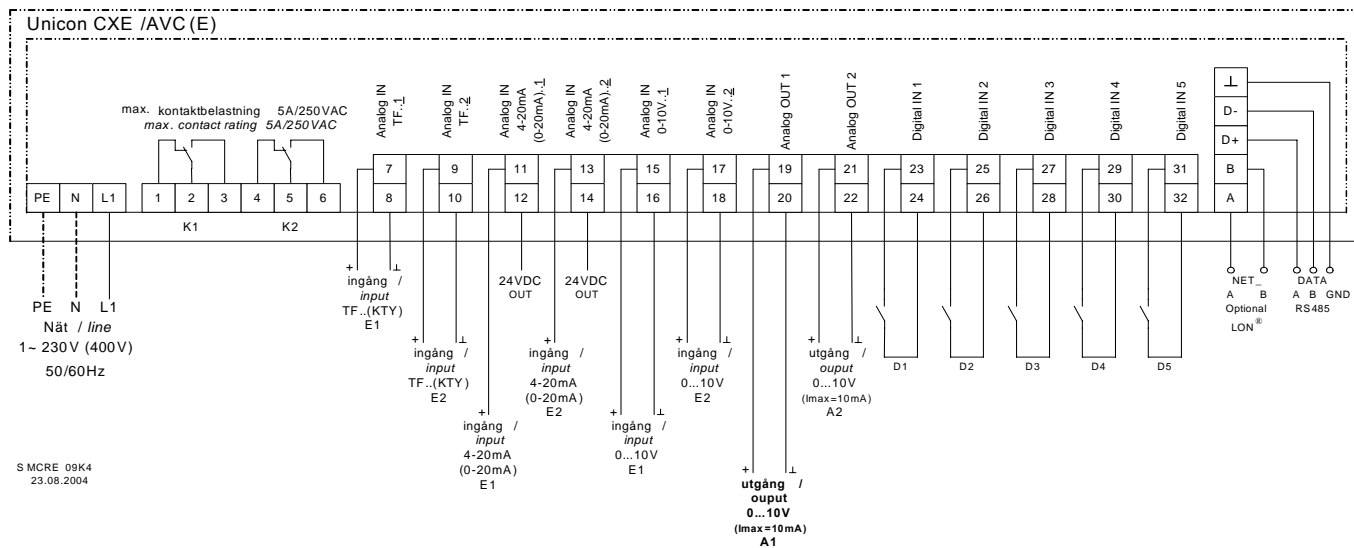 Unicon CXE /AVC (E)
max. kontaktbelastning 5A/250VAC
max. contact rating 5A/250VAC
Analog IN
TF..1
Analog IN
TF..2
Analog IN
4-20mA
(0-20mA)..1
Analog IN
4-20mA
(0-20mA)..2
Analog IN
0-10V..1
Analog IN
0-10V..2
Analog OUT 1
Analog OUT 2
Digital IN 1
Digital IN 2
Digital IN 3
Digital IN 4
Digital IN 5
⊥
D-
D+
B
A
7 9 11 13 15 17 19 21 23 25 27 29 31
PE N L1 1 2 3 4 5 6 8 10 12 14 16 18 20 22 24 26 28 30 32
K1 K2
PE N L1
Nät / line
1~ 230V (400V)
50/60Hz
+ ⊥
ingång /
input
TF..(KTY)
E1
+ ⊥
ingång /
input
TF..(KTY)
E2
+
ingång /
input
4-20mA
(0-20mA)
E1
24VDC
OUT
+
ingång /
input
4-20mA
(0-20mA)
E2
24VDC
OUT
+ ⊥
ingång /
input
0...10V
E1
+ ⊥
ingång /
input
0...10V
E2
+ ⊥
utgång /
ouput
0...10V
(Imax=10mA)
A1
+ ⊥
utgång /
ouput
0...10V
(Imax=10mA)
A2
D1
D2
D3
D4
D5
NET_
A B
Optional
LON®
DATA
A B GND
RS485
SMCRE 09K4
23.08.2004